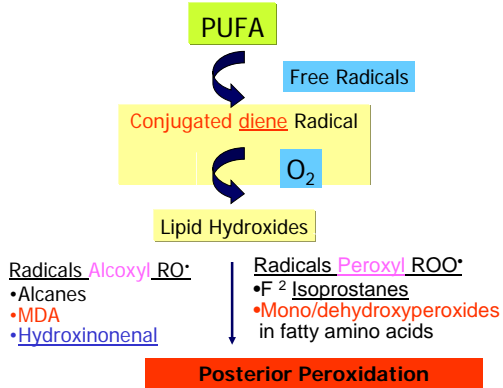 PUFA
Free Radicals
Conjugated diene Radical
O₂
Lipid Hydroxides
Radicals Alcoxyl RO•
•Alcanes
•MDA
•Hydroxinonenal
Radicals Peroxyl ROO•
•F ² Isoprostanes
•Mono/dehydroxyperoxides
in fatty amino acids
Posterior Peroxidation